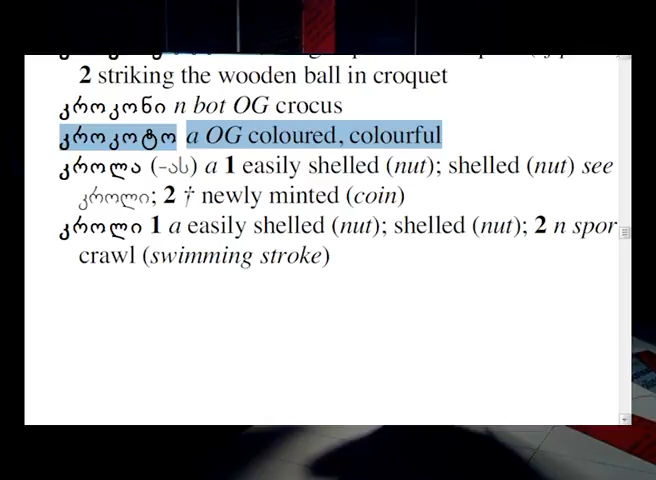 2 striking the wooden ball in croquet
კროკონი n bot OG crocus
კროკოტო a OG coloured, colourful
კროლა (-ას) a 1 easily shelled (nut); shelled (nut) see
კროლი; 2 † newly minted (coin)
კროლი 1 a easily shelled (nut); shelled (nut); 2 n spor
crawl (swimming stroke)